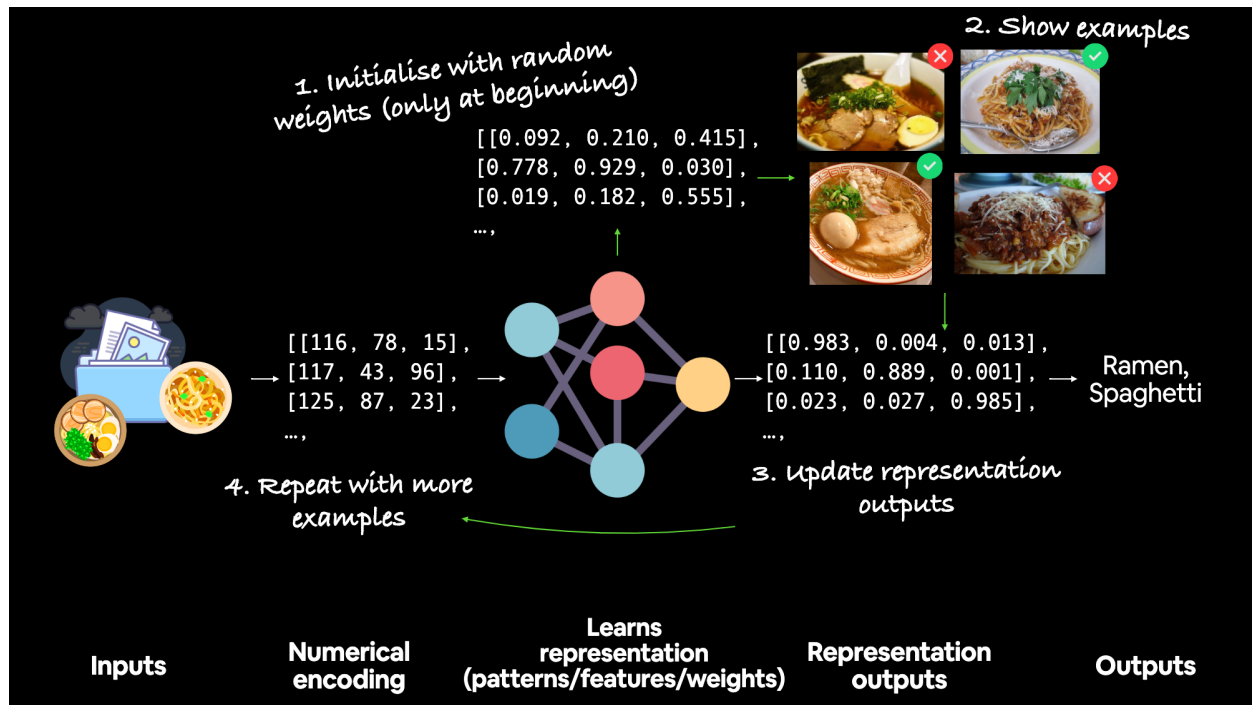 2. Show examples
1. Initialise with random
weights (only at beginning)
[[0.092, 0.210, 0.415],
[0.778, 0.929, 0.030],
[0.019, 0.182, 0.555],
…,
[[116, 78, 15],
[117, 43, 96],
[125, 87, 23],
…,
[[0.983, 0.004, 0.013],
[0.110, 0.889, 0.001],
[0.023, 0.027, 0.985],
…,
Ramen,
Spaghetti
4. Repeat with more
examples
3. Update representation
outputs
Inputs
Numerical
encoding
Learns
representation
(patterns/features/weights)
Representation
outputs
Outputs